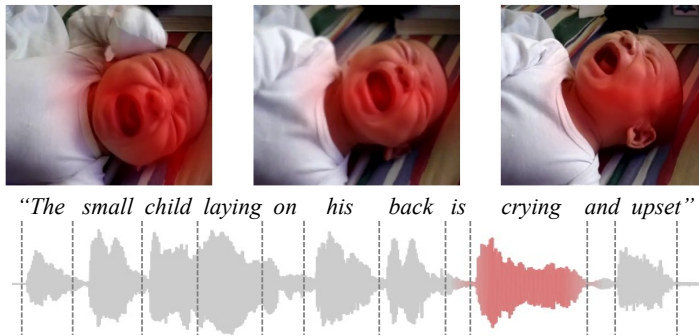 “The small child laying on his back is crying and upset”